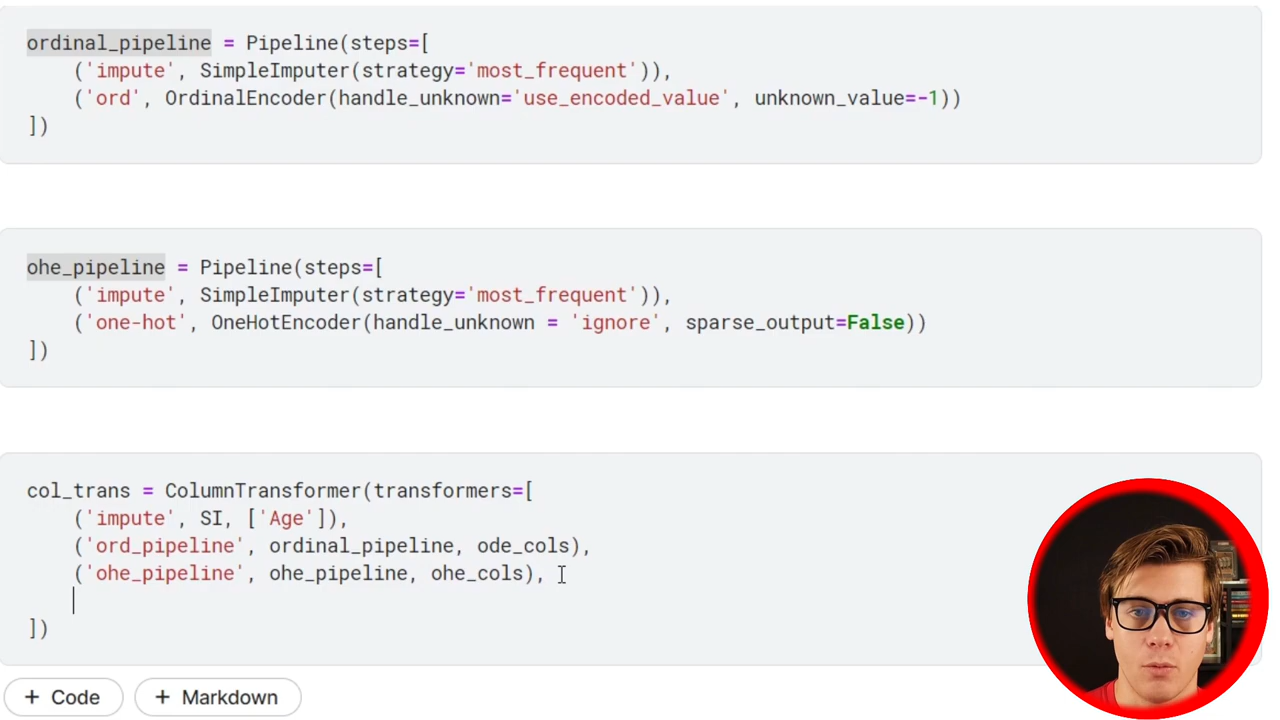 ordinal_pipeline = Pipeline(steps=[
('impute', SimpleImputer(strategy='most_frequent')),
('ord', OrdinalEncoder(handle_unknown='use_encoded_value', unknown_value=-1))
])
ohe_pipeline = Pipeline(steps=[
('impute', SimpleImputer(strategy='most_frequent')),
('one-hot', OneHotEncoder(handle_unknown = 'ignore', sparse_output=False))
])
col_trans = ColumnTransformer(transformers=[
('impute', SI, ['Age']),
('ord_pipeline', ordinal_pipeline, ode_cols),
('ohe_pipeline', ohe_pipeline, ohe_cols),
])
+ Code + Markdown